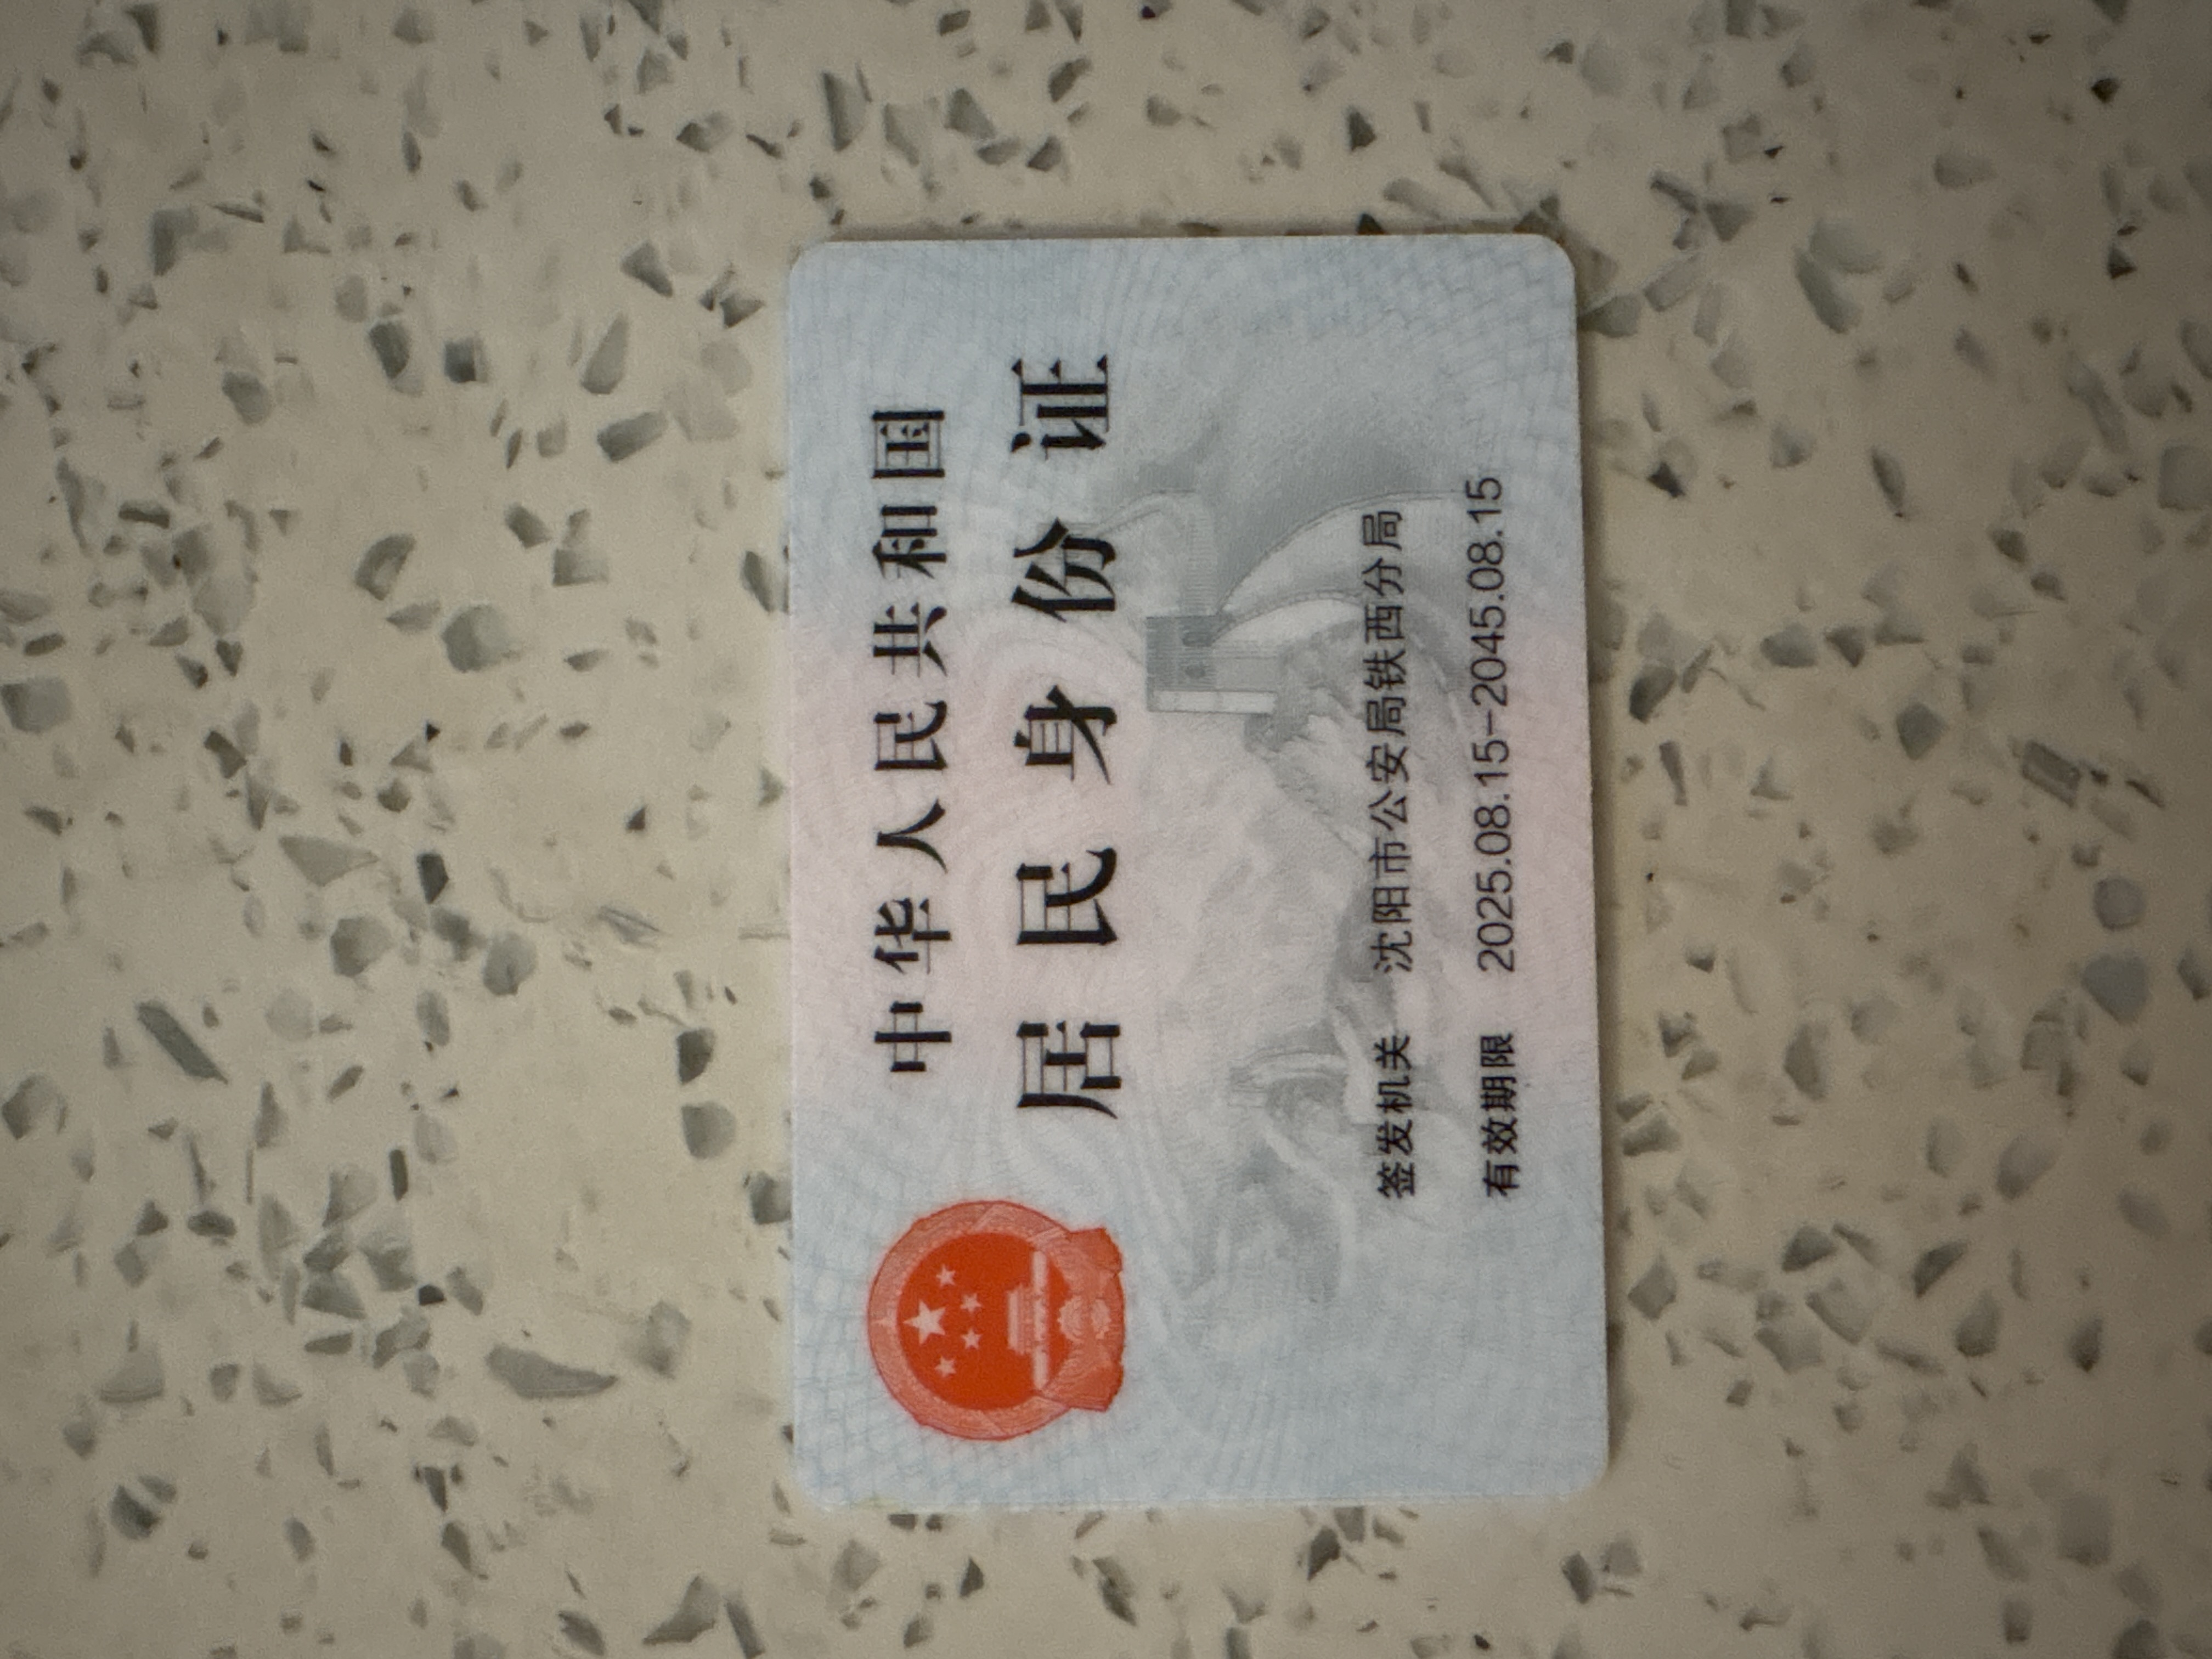 中华人民共和国
居民身份证
签发机关 沈阳市公安局铁西分局
有效期限 2025.08.15-2045.08.15